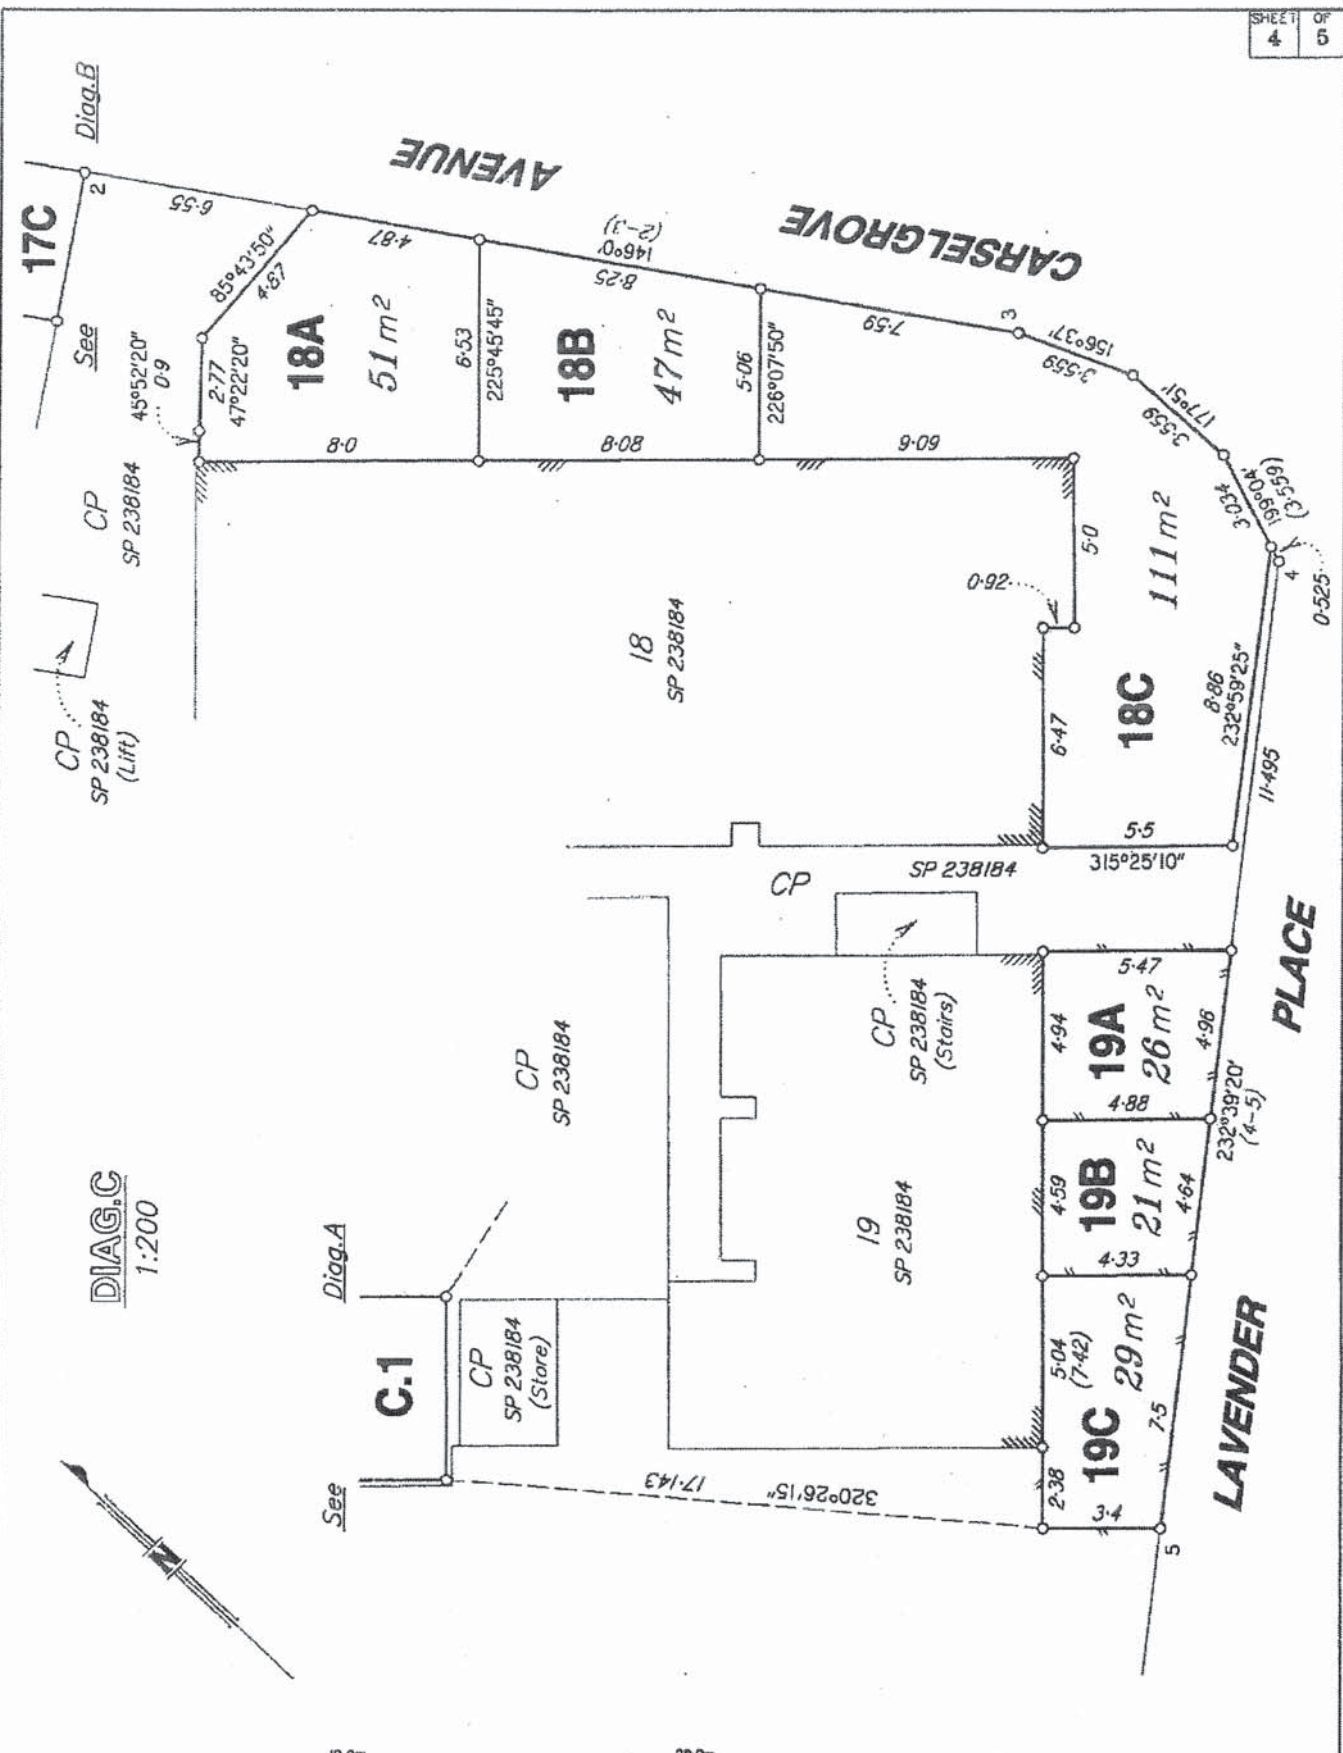 SHEET OF
4 5
17C
See Diag.B
2
6·55
AVENUE
85°43'50"
4·87
45°52'20"
0·9
2·77
47°22'20"
4·87
18A
51 m²
8·0
6·53
225°45'45"
146°0'
(2-3)
8·25
18B
47 m²
8·08
5·06
226°07'50"
CARSELGROVE
7·59
3
9·09
156°37'
3·559
177°51'
3·559
199°04'
(3·559)
3·034
4
0·525
5·0
0·92
111 m²
18C
6·47
8·86
232°59'25"
11·495
5·5
315°25'10"
CP
SP 238184
CP
SP 238184
(Lift)
18
SP 238184
CP
SP 238184
CP
SP 238184
(Stairs)
CP
SP 238184
19
SP 238184
5·47
4·94
19A
26 m²
4·96
4·88
232°39'20"
(4-5)
4·59
19B
21 m²
4·64
4·33
5·04
(7·42)
19C
29 m²
7·5
2·38
3·4
5
PLACE
LAVENDER
DIAG.C
1:200
See Diag.A
C.1
CP
SP 238184
(Store)
17·143
320°26'15"
N